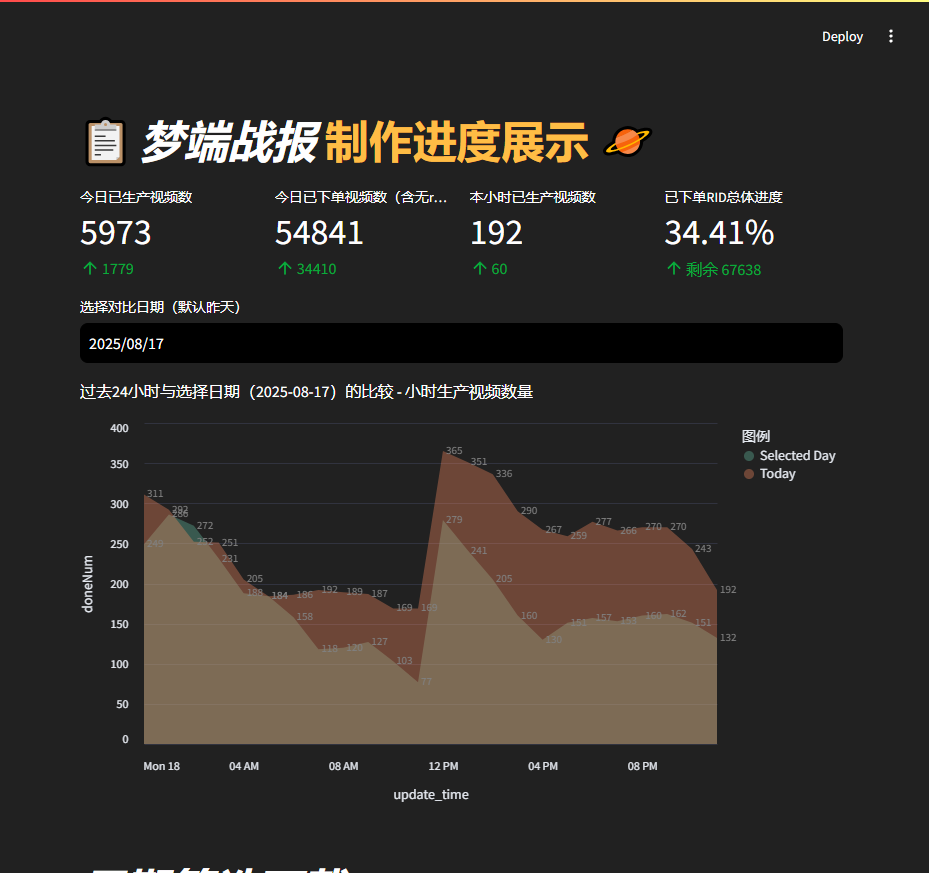 Deploy
梦端战报 制作进度展示
今日已生产视频数 今日已下单视频数（含无r... 本小时已生产视频数 已下单RID总体进度
5973 54841 192 34.41%
↑ 1779 ↑ 34410 ↑ 60 ↑ 剩余 67638
选择对比日期（默认昨天）
2025/08/17
过去24小时与选择日期（2025-08-17）的比较 - 小时生产视频数量
图例
Selected Day
Today
400
350
300
250
200
150
100
50
0
doneNum
311 292 286 272 252 251 231 205 188 184 186 192 189 187 169 168
249 158 118 120 127 103 77
365 351 336 290 267 259 277 266 270 270 243 192
279 241 205 160 130 151 157 153 160 162 151 132
Mon 18 04 AM 08 AM 12 PM 04 PM 08 PM
update_time